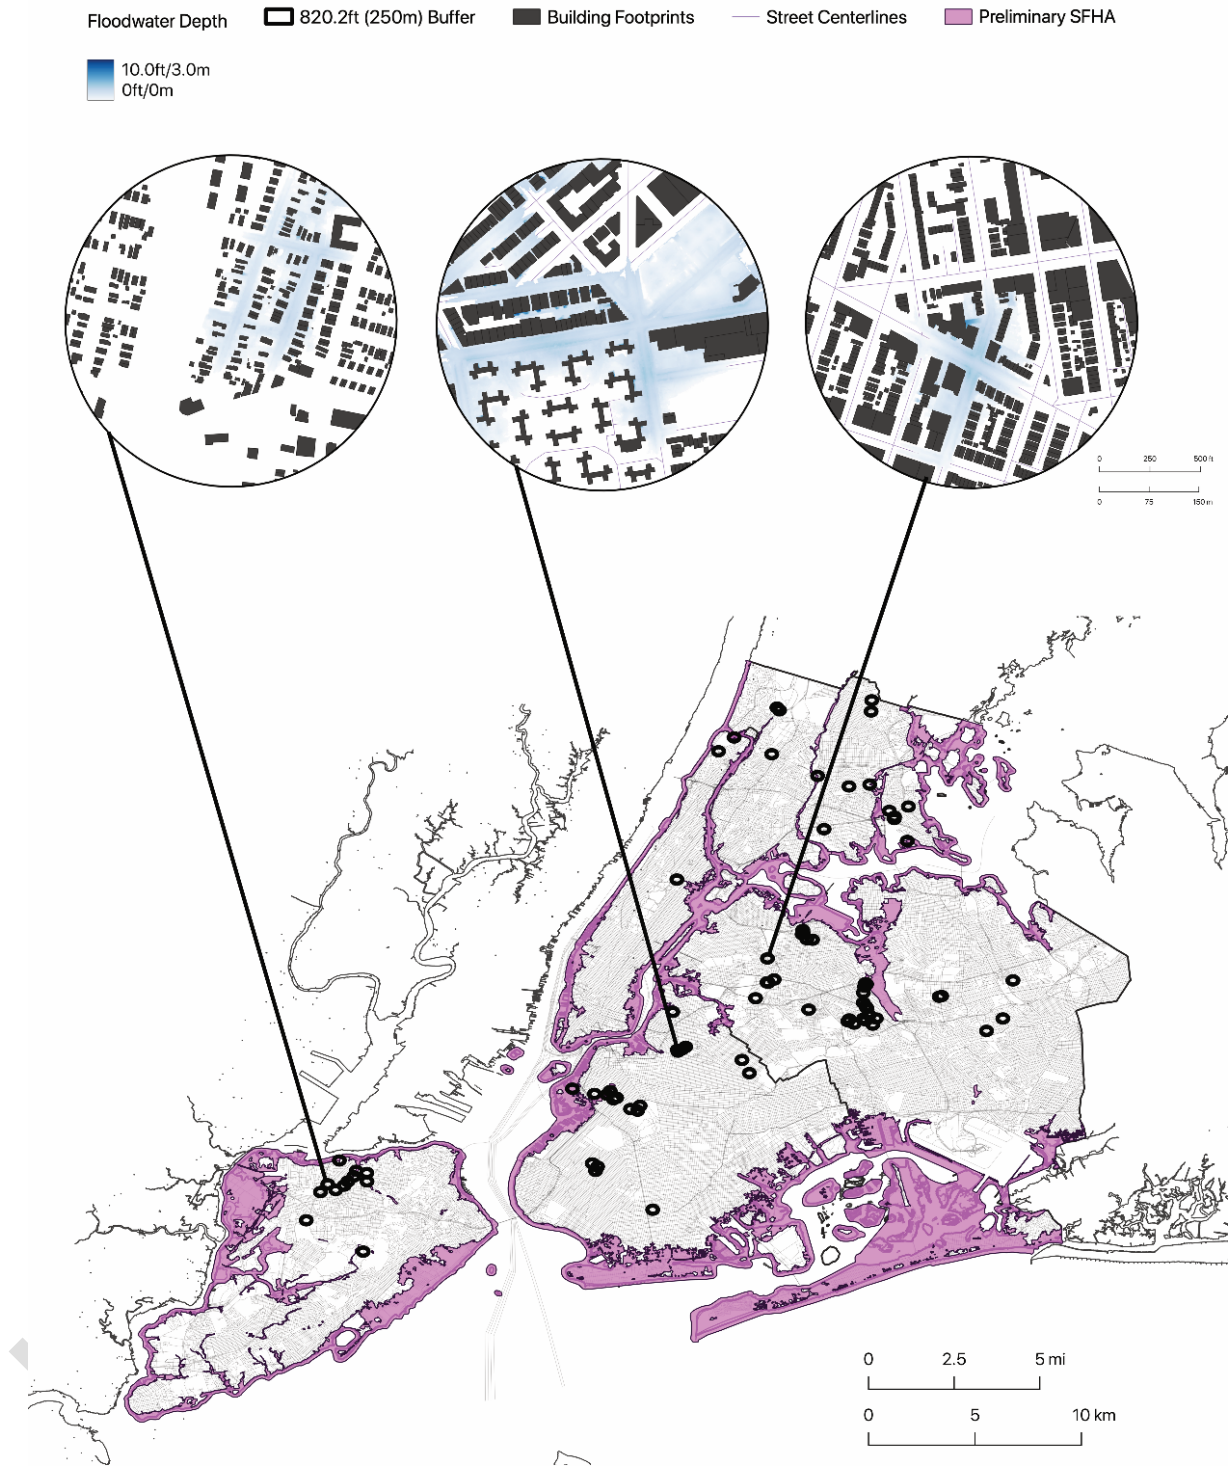 Floodwater Depth
820.2ft (250m) Buffer
Building Footprints
Street Centerlines
Preliminary SFHA
10.0ft/3.0m
0ft/0m
0 250 500 ft
0 75 150 m
0 2.5 5 mi
0 5 10 km